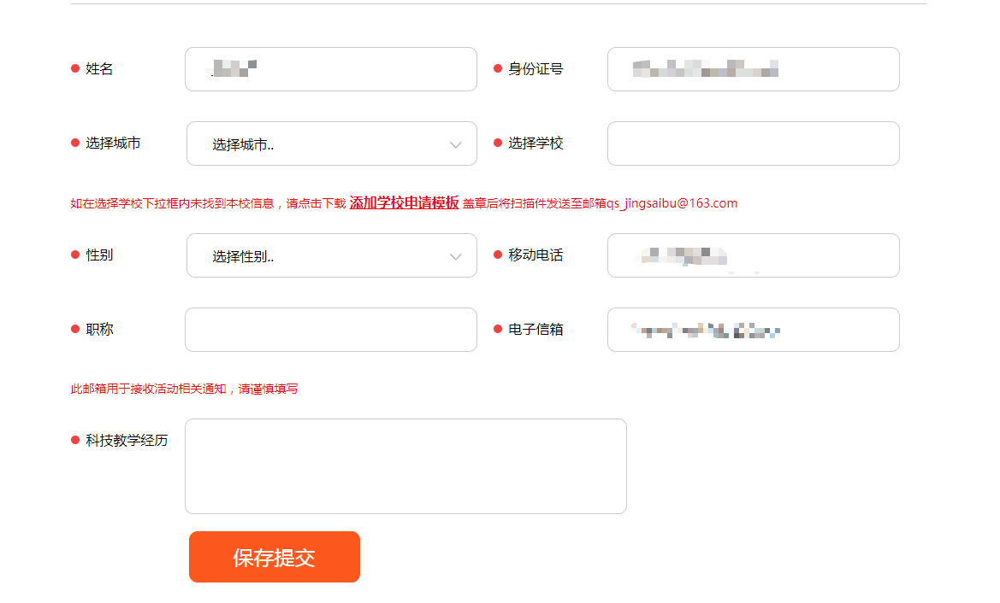 姓名 身份证号
选择城市 选择城市.. 选择学校
如在选择学校下拉框内未找到本校信息，请点击下载 添加学校申请模板 盖章后将扫描件发送至邮箱qs_jingsaibu@163.com
性别 选择性别.. 移动电话
职称 电子信箱
此邮箱用于接收活动相关通知，请谨慎填写
科技教学经历
保存提交